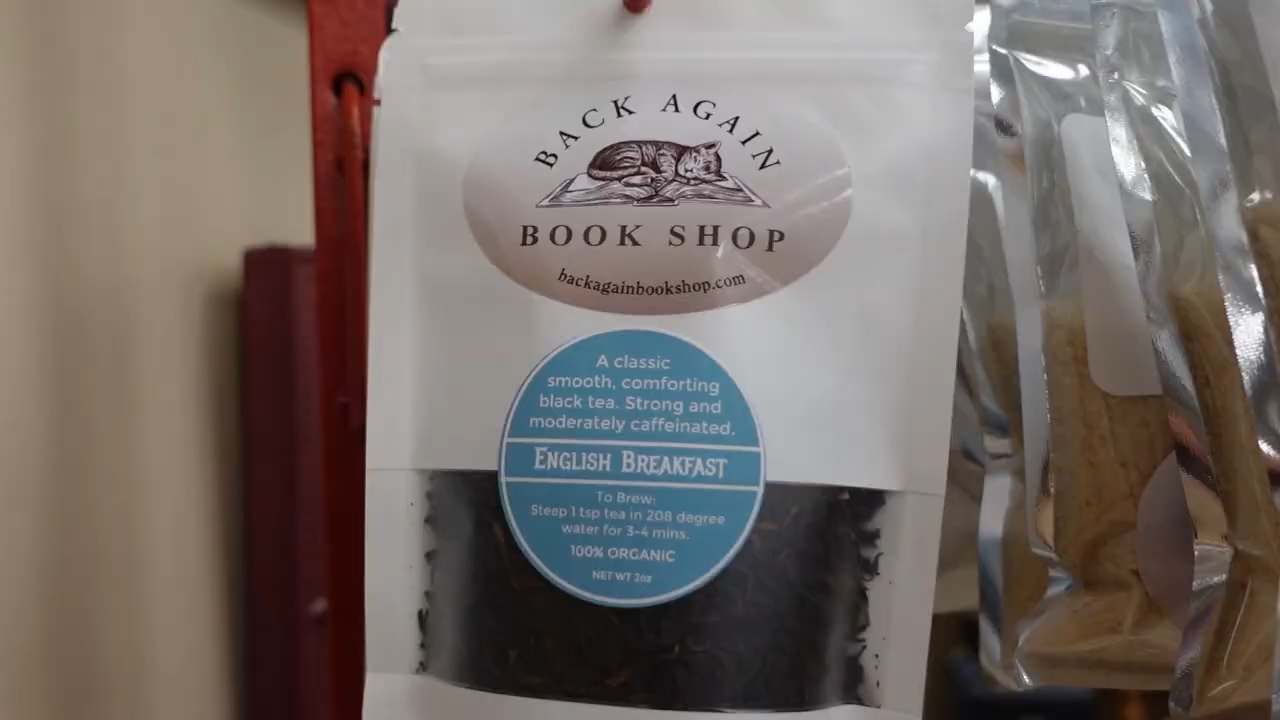 BACK AGAIN
BOOK SHOP
backagainbookshop.com
A classic
smooth, comforting
black tea. Strong and
moderately caffeinated.
ENGLISH BREAKFAST
To Brew:
Steep 1 tsp tea in 208 degree
water for 3-4 mins.
100% ORGANIC
NET WT 2oz